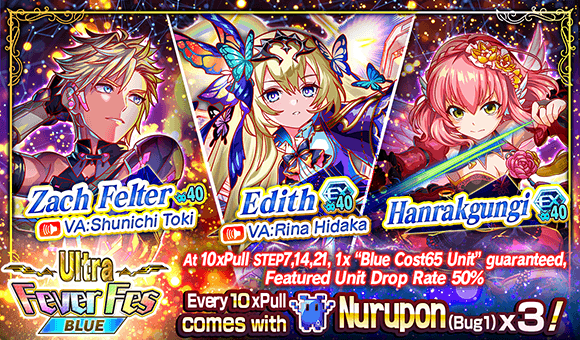 Zach Felter 40
VA:Shunichi Toki
Edith EX 40
VA:Rina Hidaka
Hanrakgungi EX 40
At 10xPull STEP7,14,21, 1x "Blue Cost65 Unit" guaranteed,
Featured Unit Drop Rate 50%
Ultra
Fever Fes
BLUE
Every 10 xPull
comes with Nurupon (Bug1) x3!